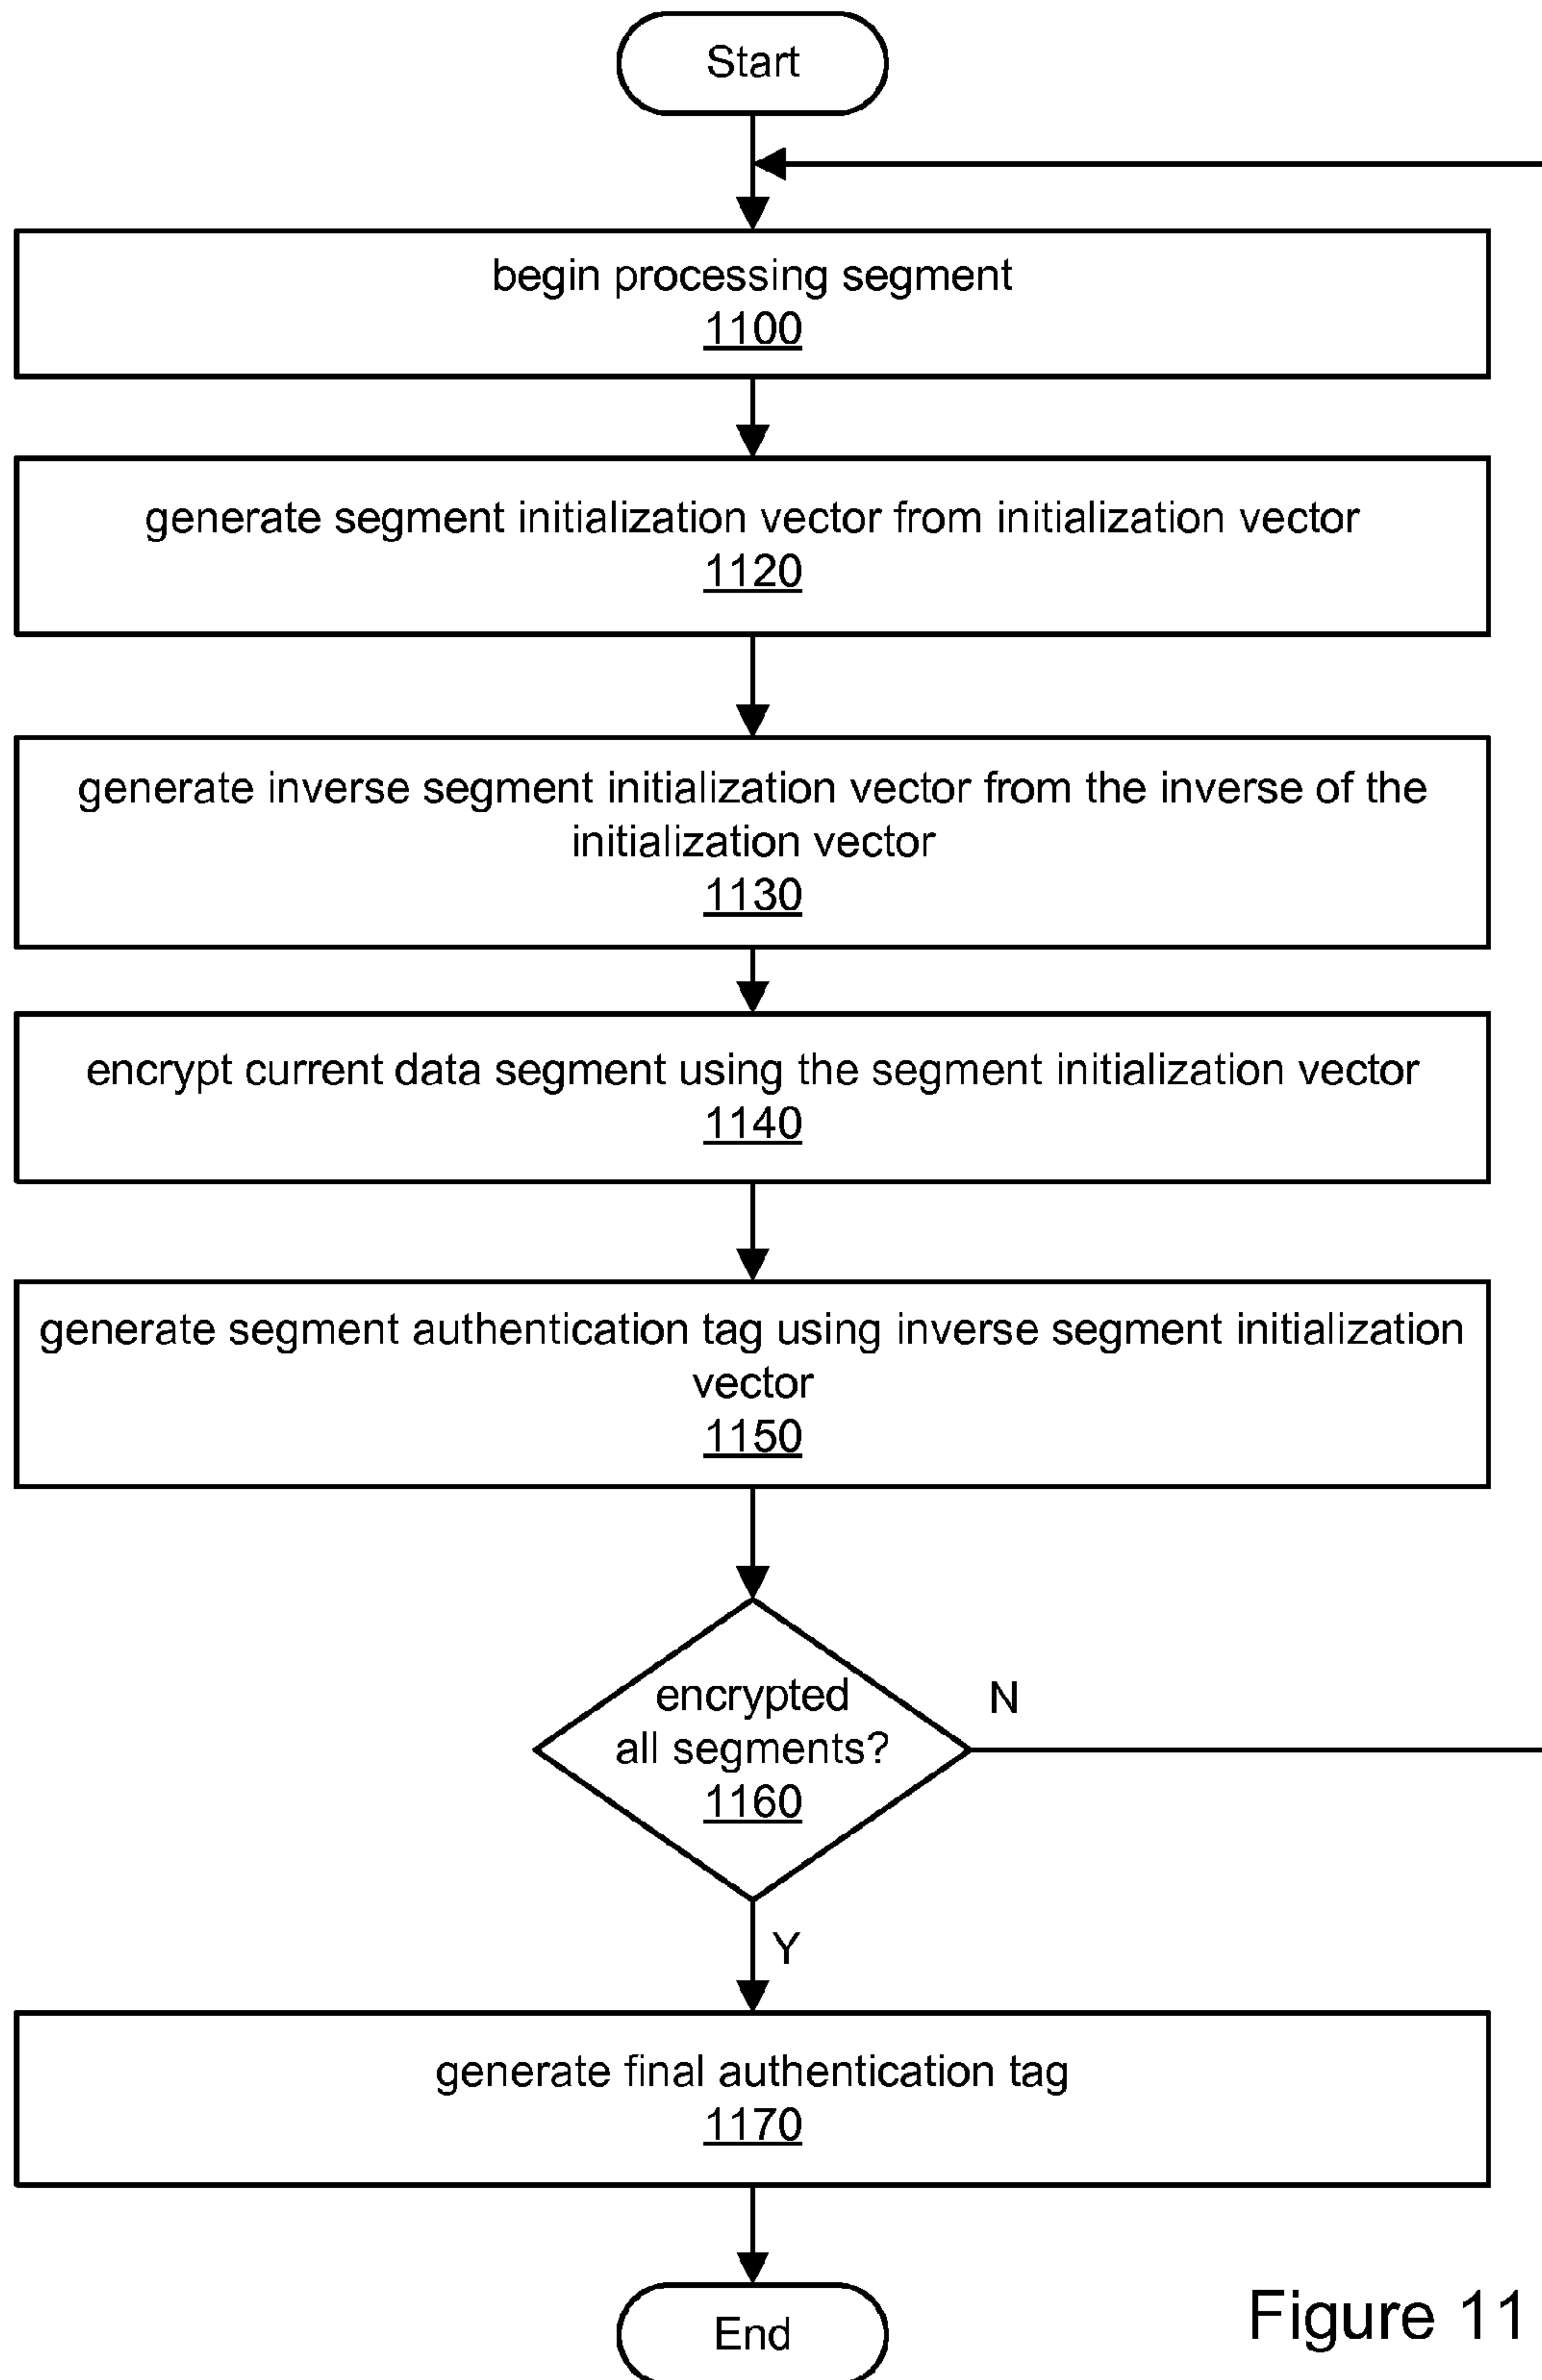 Start
begin processing segment
1100
generate segment initialization vector from initialization vector
1120
generate inverse segment initialization vector from the inverse of the
initialization vector
1130
encrypt current data segment using the segment initialization vector
1140
generate segment authentication tag using inverse segment initialization
vector
1150
encrypted
all segments?
1160
N
Y
generate final authentication tag
1170
End
Figure 11